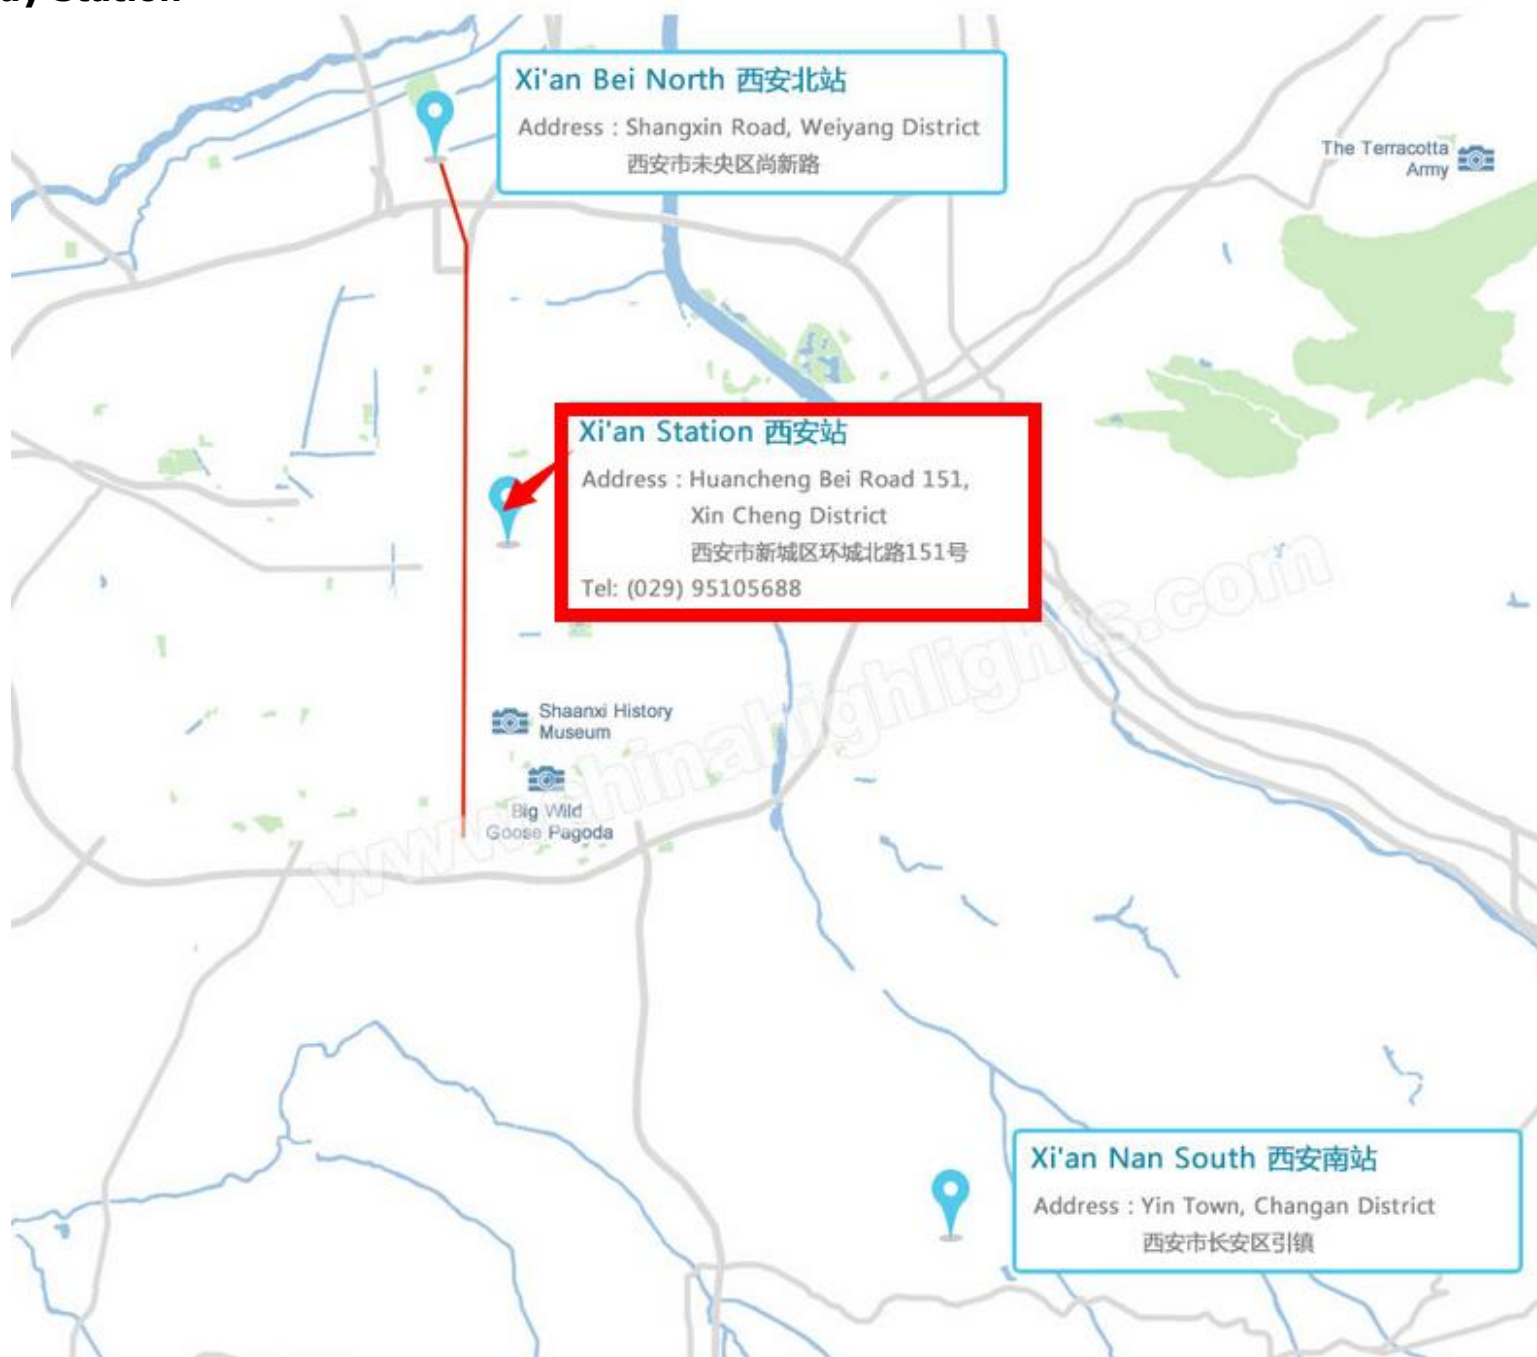 Station
Xi'an Bei North 西安北站
Address : Shangxin Road, Weiyang District
西安市未央区尚新路
The Terracotta
Army
Xi'an Station 西安站
Address : Huancheng Bei Road 151,
Xin Cheng District
西安市新城区环城北路151号
Tel: (029) 95105688
Shaanxi History
Museum
Big Wild
Goose Pagoda
www.chinahighlights.com
Xi'an Nan South 西安南站
Address : Yin Town, Changan District
西安市长安区引镇